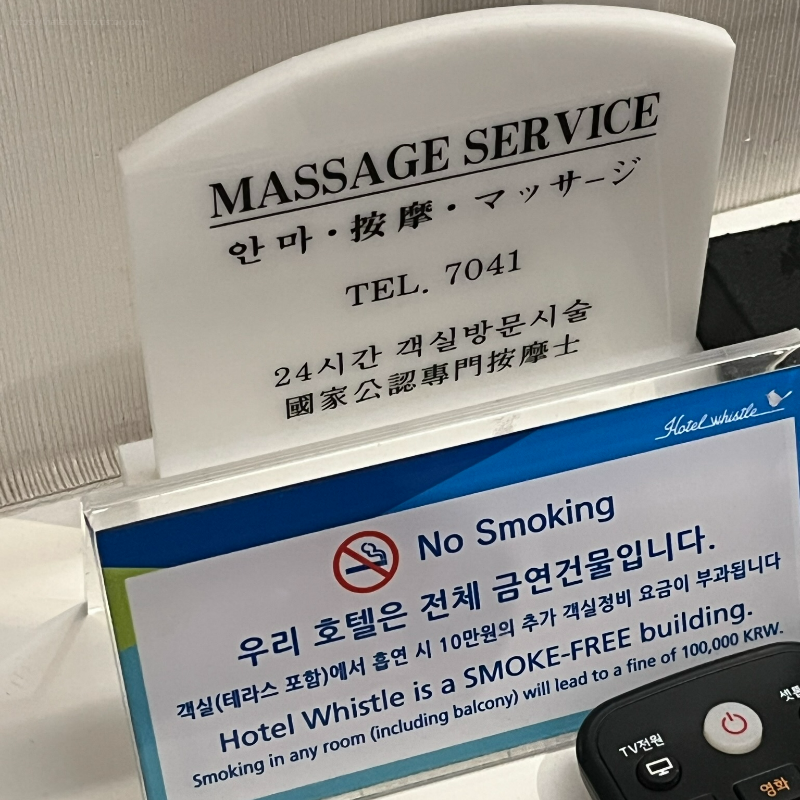 MASSAGE SERVICE
안마・按摩・マッサージ
TEL. 7041
24시간 객실방문시술
國家公認專門按摩士
Hotel whistle
No Smoking
우리 호텔은 전체 금연건물입니다.
객실(테라스 포함)에서 흡연 시 10만원의 추가 객실정비 요금이 부과됩니다
Hotel Whistle is a SMOKE-FREE building.
Smoking in any room (including balcony) will lead to a fine of 100,000 KRW.
TV전원
영화